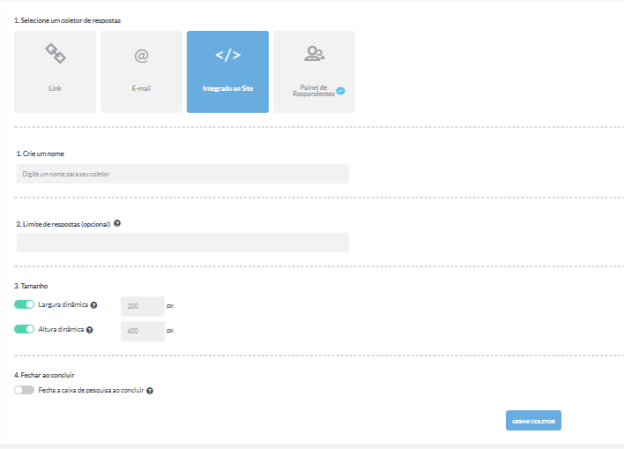 1. Selecione um coletor de respostas
@
</>
Link
E-mail
Integrado ao Site
Painel de
Respondentes
1. Crie um nome
Digite um nome para seu coletor
2. Limite de respostas (opcional) ?
3. Tamanho
Largura dinâmica ? 200 px
Altura dinâmica ? 400 px
4. Fechar ao concluir
Fecha a caixa de pesquisa ao concluir ?
GERAR COLETOR